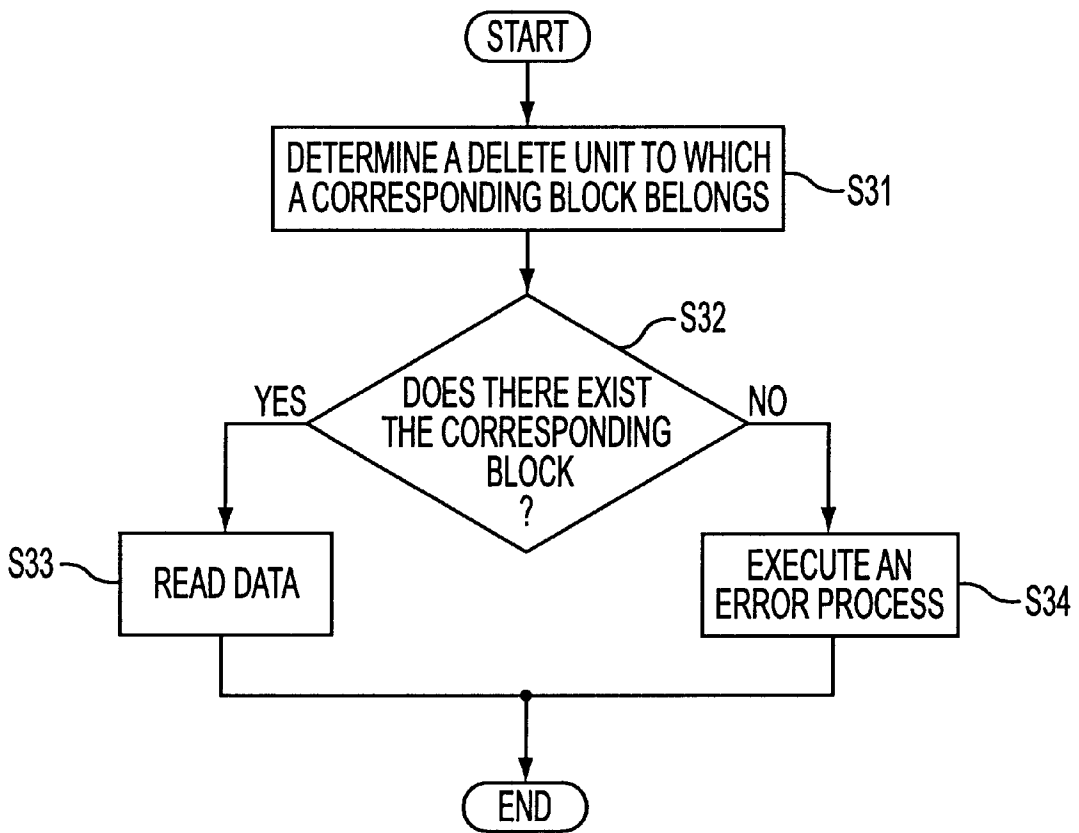 START
DETERMINE A DELETE UNIT TO WHICH
A CORRESPONDING BLOCK BELONGS
S31
S32
DOES THERE EXIST
THE CORRESPONDING
BLOCK
?
YES
NO
S33
READ DATA
EXECUTE AN
ERROR PROCESS
S34
END